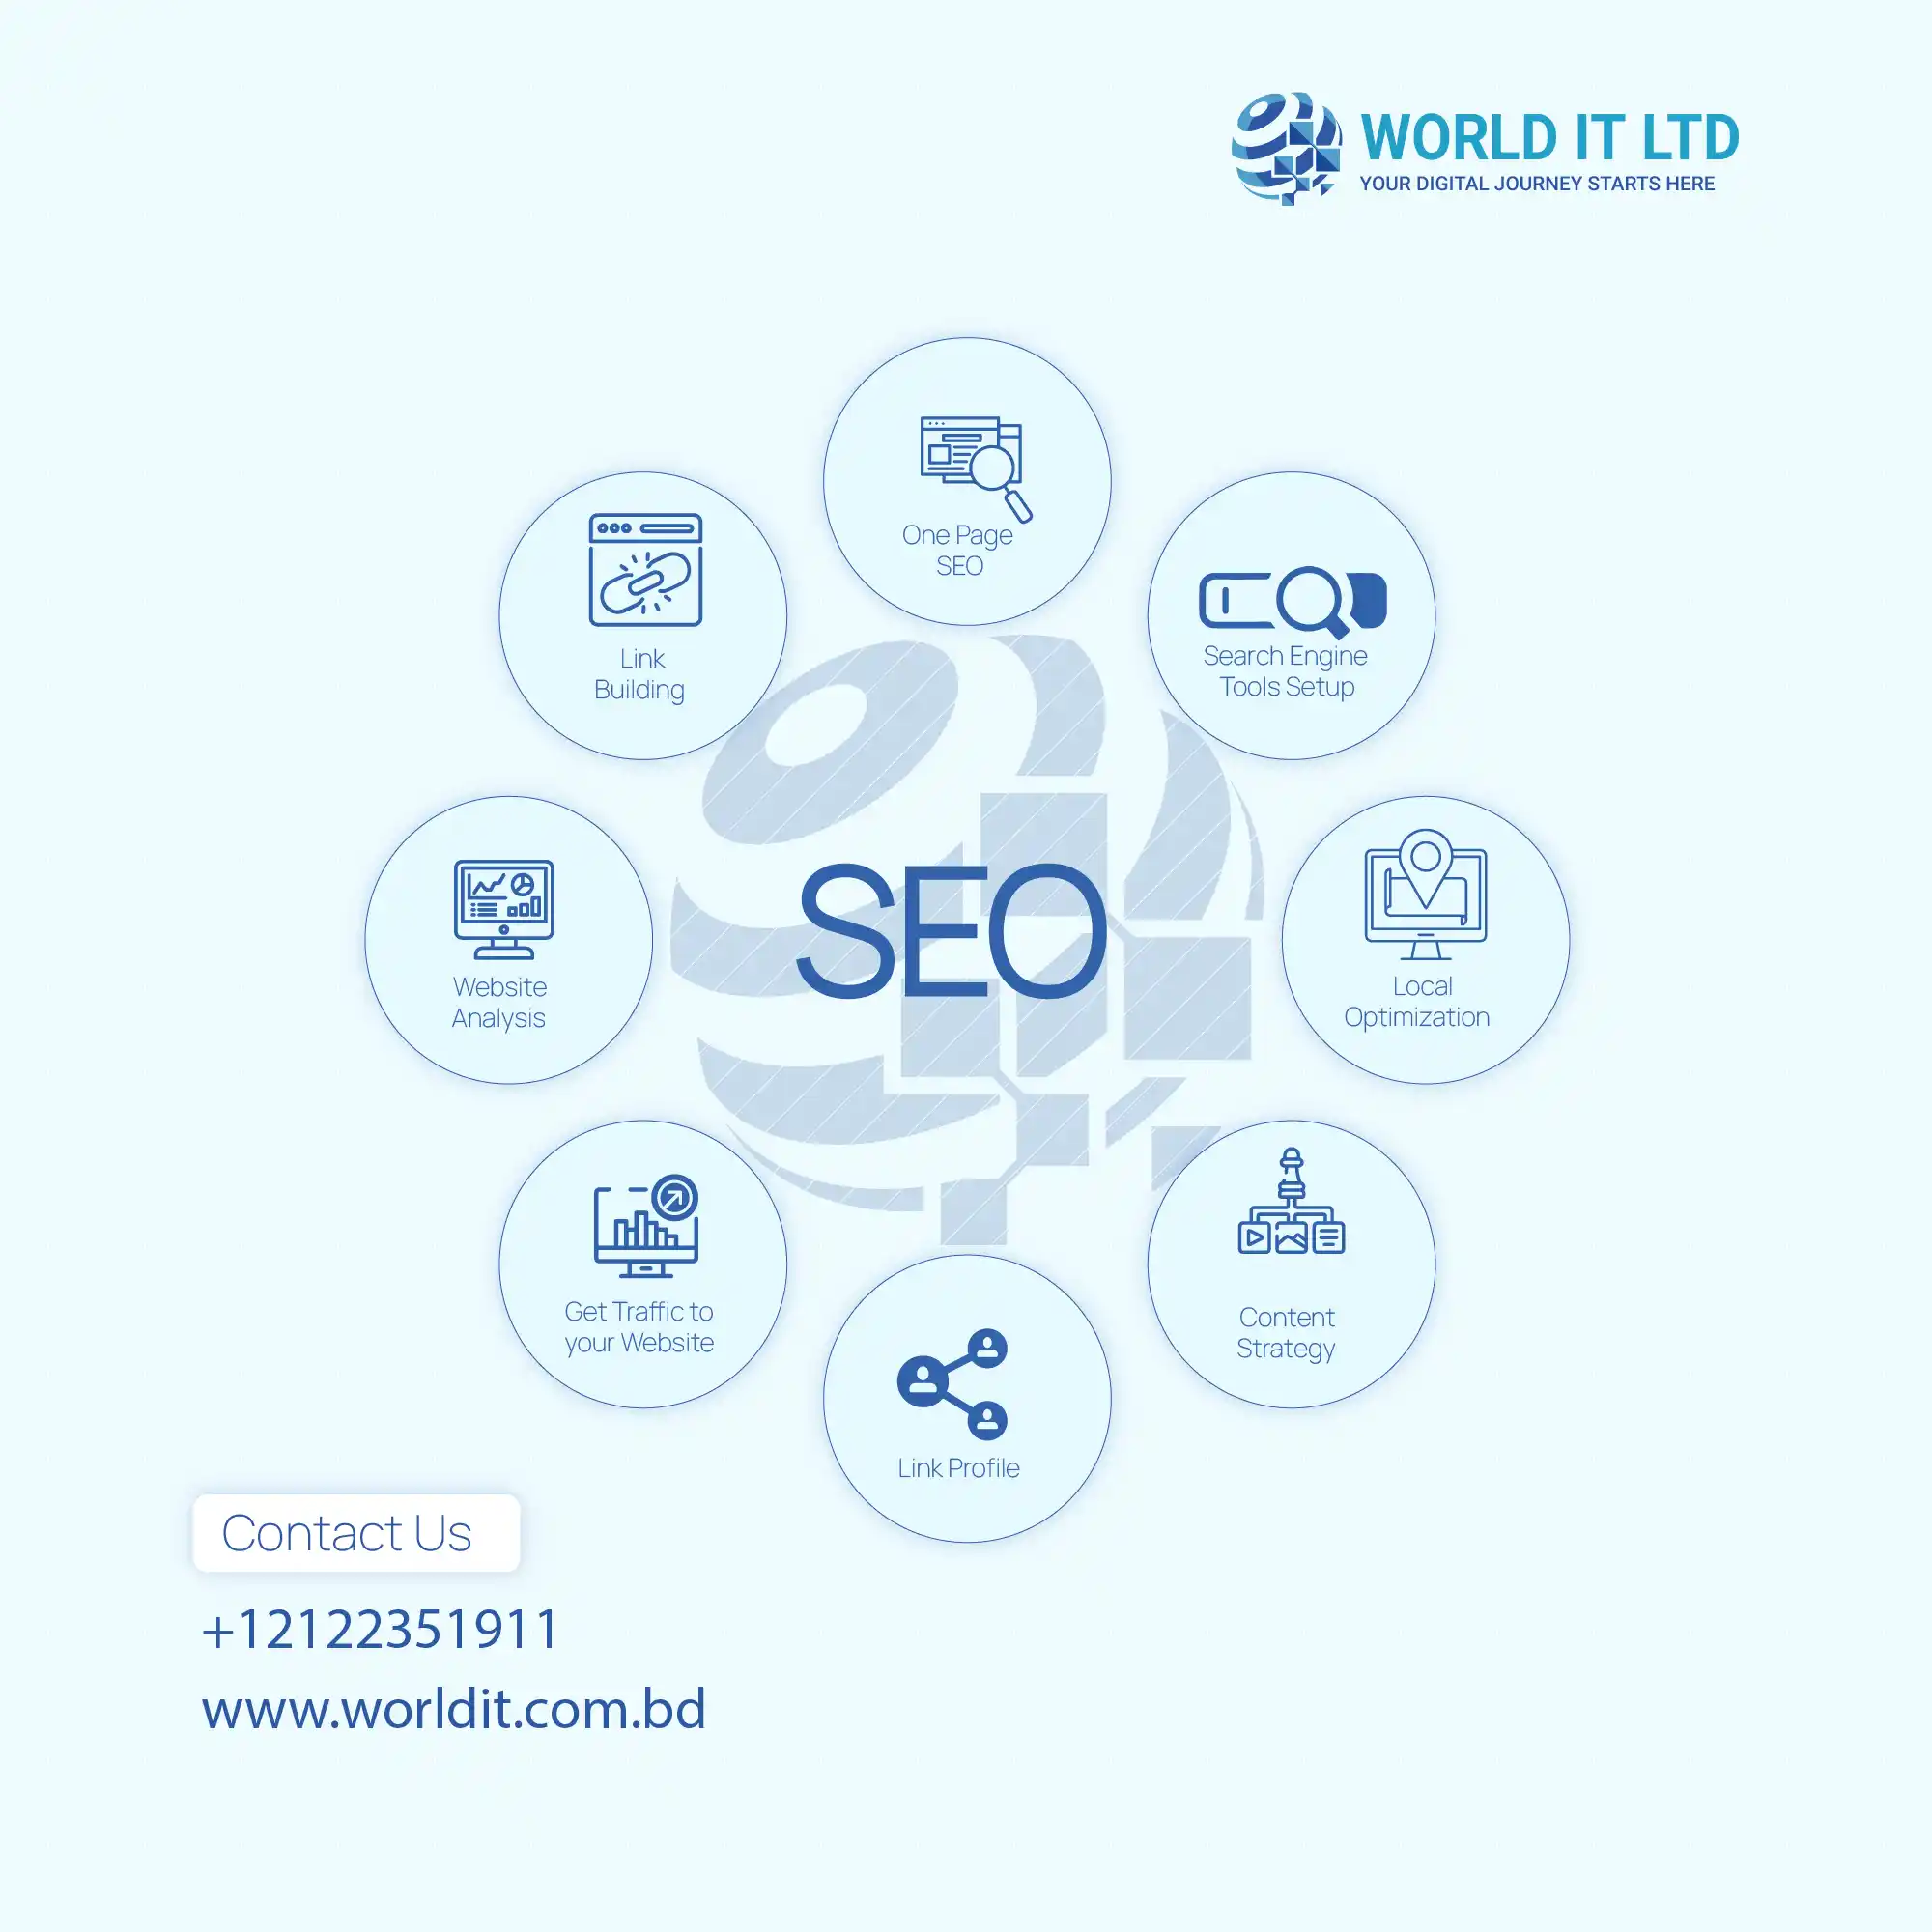 WORLD IT LTD
YOUR DIGITAL JOURNEY STARTS HERE
One Page
SEO
Link
Building
Search Engine
Tools Setup
SEO
Website
Analysis
Local
Optimization
Get Traffic to
your Website
Content
Strategy
Link Profile
Contact Us
+12122351911
www.worldit.com.bd